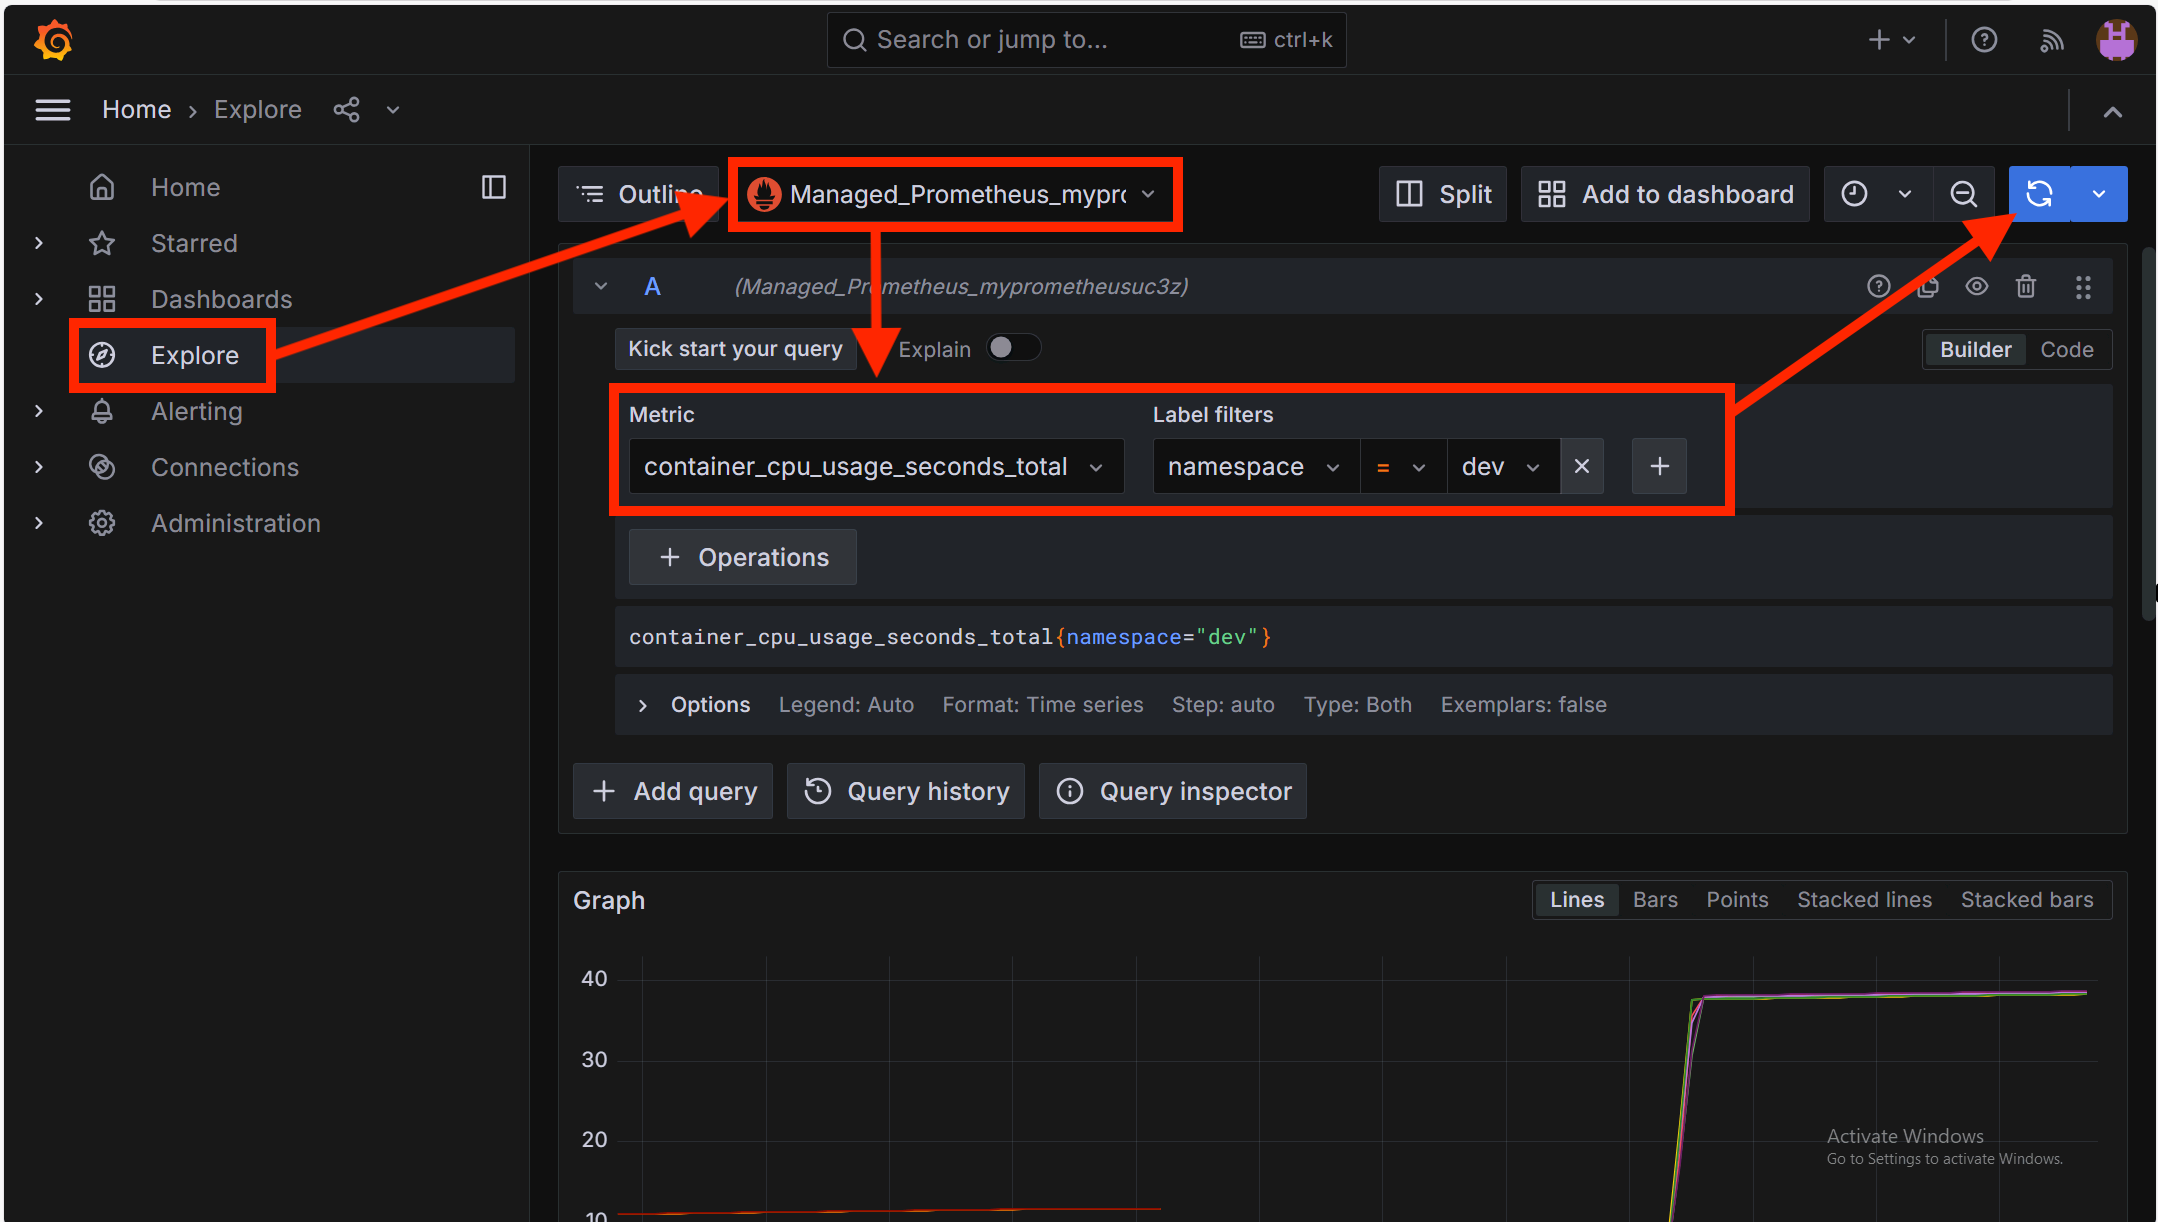 Search or jump to...
ctrl+k
Home › Explore
Home
Starred
Dashboards
Explore
Alerting
Connections
Administration
Outline
Managed_Prometheus_mypro
Split
Add to dashboard
A
(Managed_Prometheus_myprometheusuc3z)
Kick start your query
Explain
Builder
Code
Metric
Label filters
container_cpu_usage_seconds_total
namespace
=
dev
+ Operations
container_cpu_usage_seconds_total{namespace="dev"}
Options
Legend: Auto
Format: Time series
Step: auto
Type: Both
Exemplars: false
+ Add query
Query history
Query inspector
Graph
Lines
Bars
Points
Stacked lines
Stacked bars
40
30
20
10
Activate Windows
Go to Settings to activate Windows.